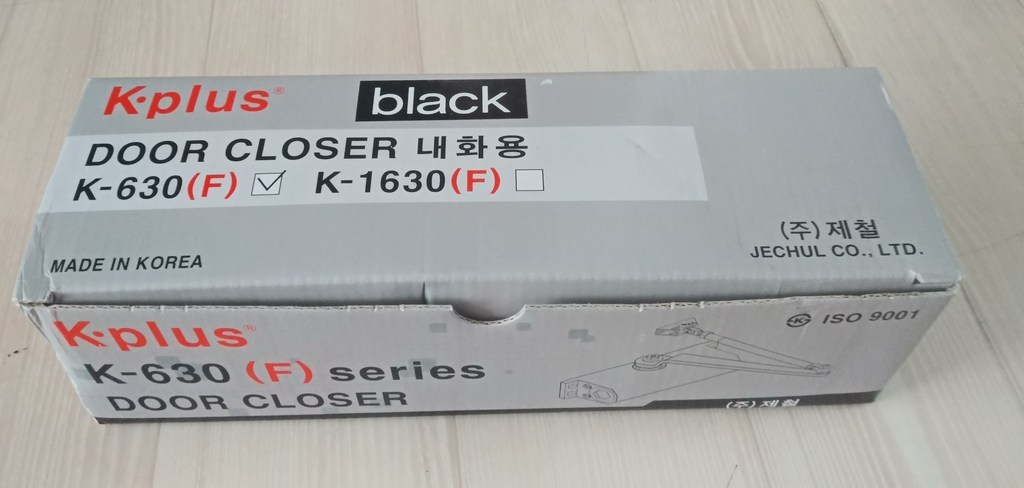 K·plus® black
DOOR CLOSER 내화용
K-630(F) ☑ K-1630(F) ☐
(주)제철
JECHUL CO., LTD.
MADE IN KOREA
K·plus®
ISO 9001
K-630 (F) series
DOOR CLOSER
(주)제철